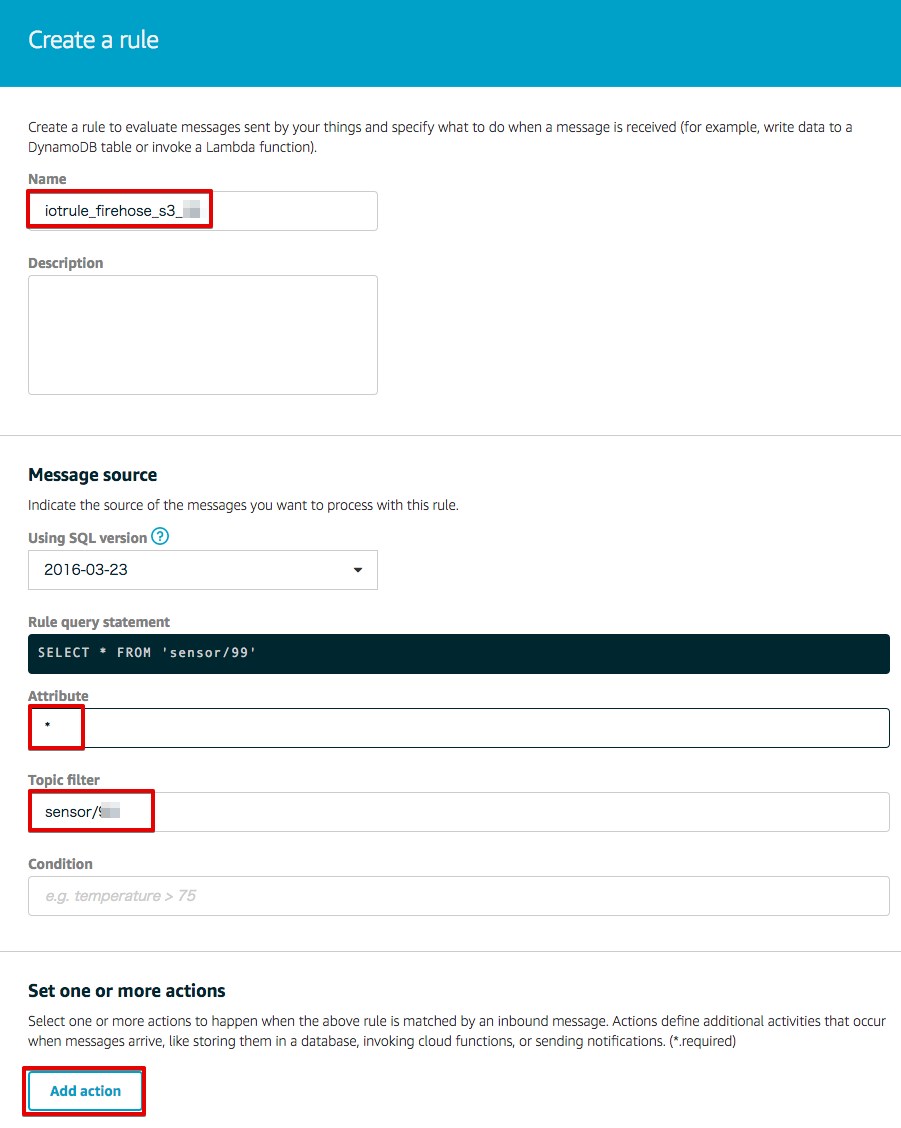 Create a rule
Create a rule to evaluate messages sent by your things and specify what to do when a message is received (for example, write data to a
DynamoDB table or invoke a Lambda function).
Name
iotrule_firehose_s3_
Description
Message source
Indicate the source of the messages you want to process with this rule.
Using SQL version ?
2016-03-23
Rule query statement
SELECT * FROM 'sensor/99'
Attribute
*
Topic filter
sensor/
Condition
e.g. temperature > 75
Set one or more actions
Select one or more actions to happen when the above rule is matched by an inbound message. Actions define additional activities that occur
when messages arrive, like storing them in a database, invoking cloud functions, or sending notifications. (*.required)
Add action